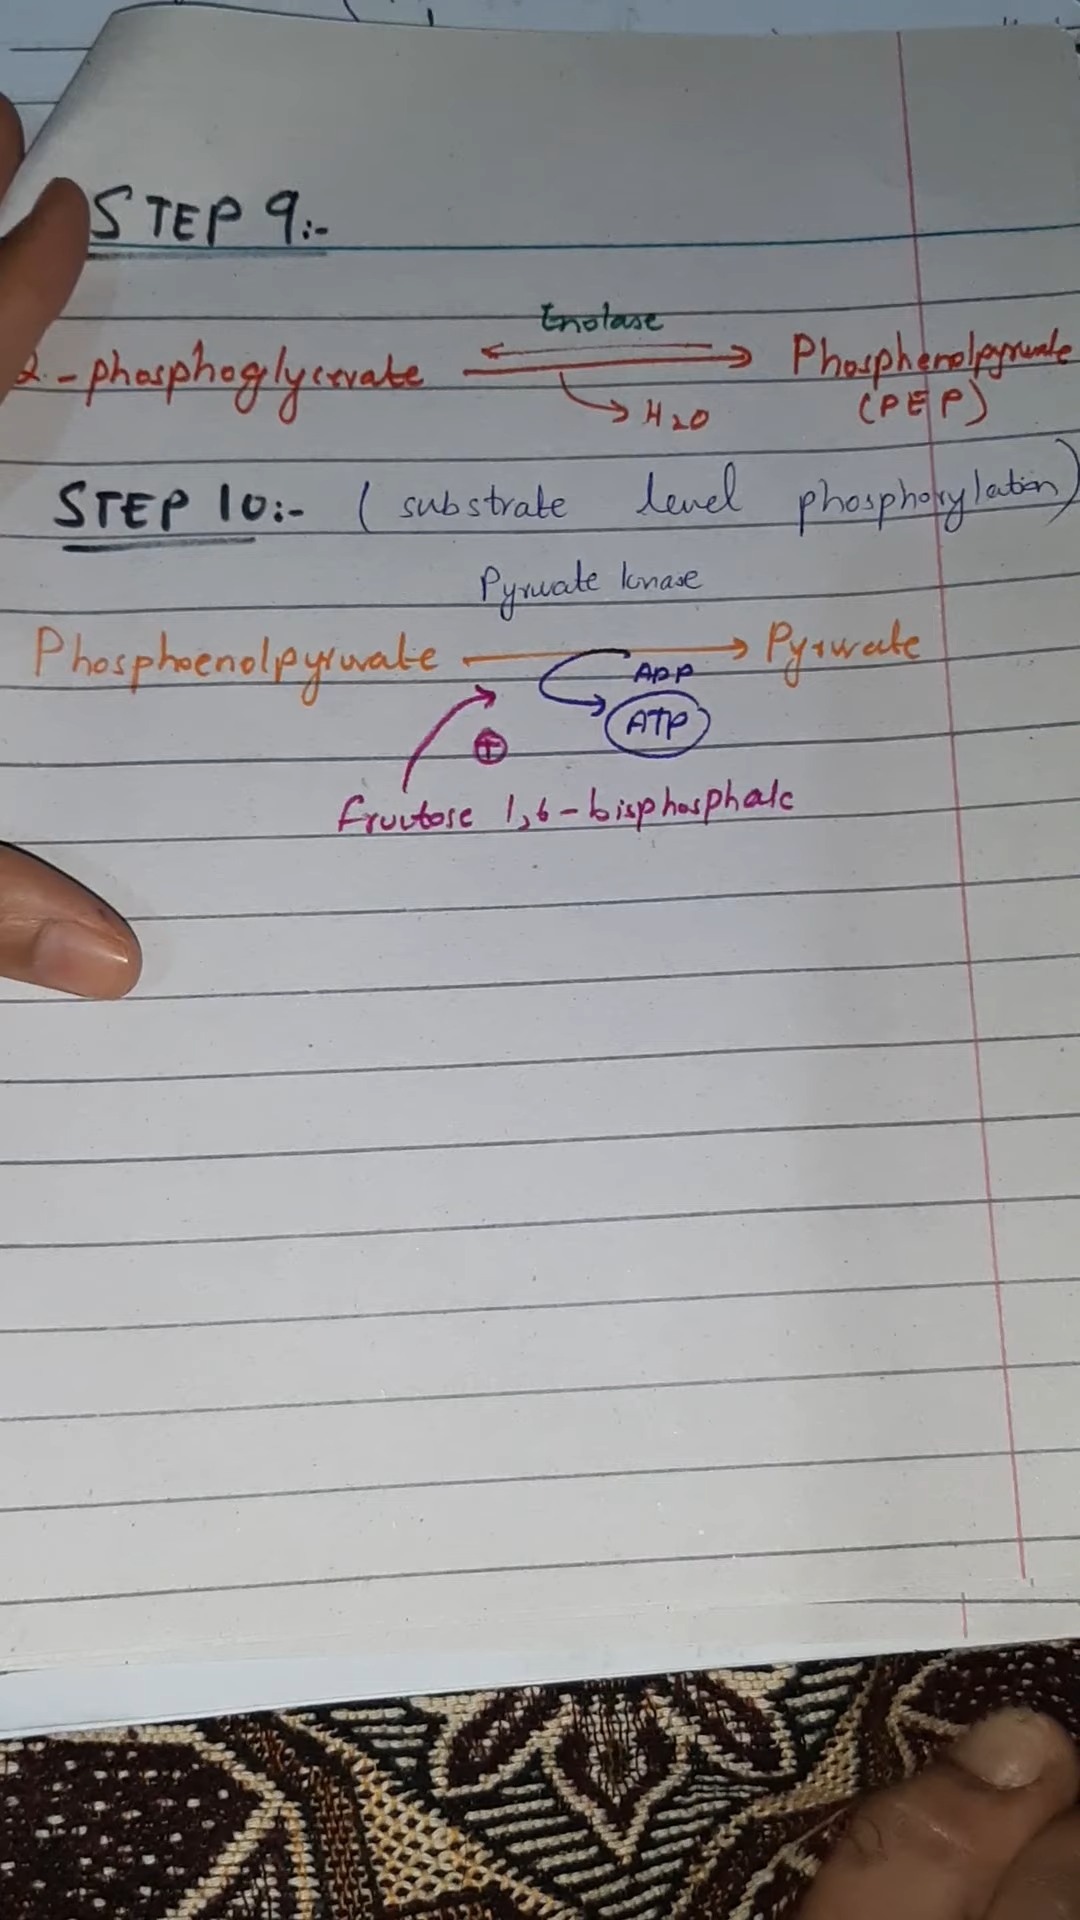 STEP 9:-
Enolase
2-phosphoglycerate Phosphenolpyruvate
H2O (PEP)
STEP 10:- (substrate level phosphorylation)
Pyruvate kinase
Phosphoenolpyruvate Pyruvate
ADP
ATP
+
fructose 1,6-bisphosphate